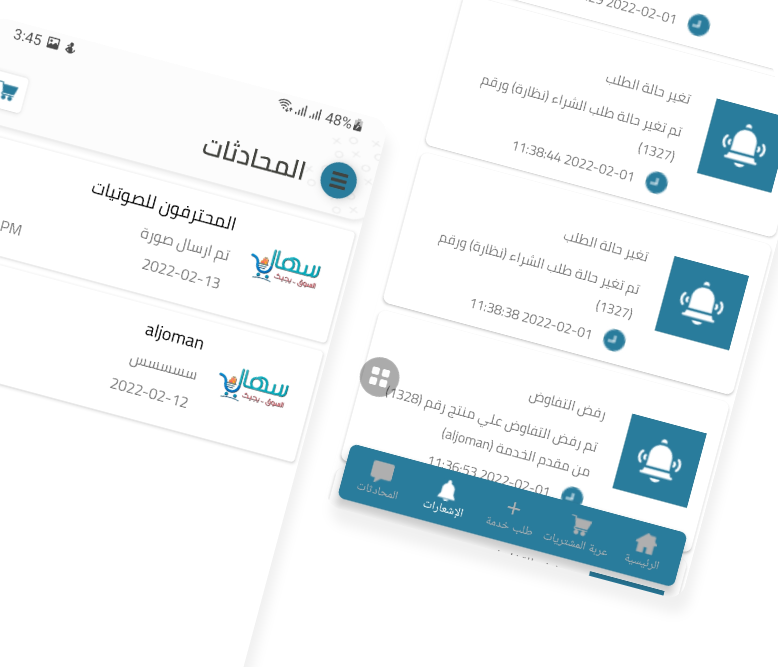 3:45
48%
المحادثات
المحترفون للصوتيات
تم ارسال صورة
2022-02-13
PM
سهال
السوق - بجيبك
aljoman
سسسسس
2022-02-12
سهال
السوق - بجيبك
2022-02-01
تغير حالة الطلب
تم تغير حالة طلب الشراء (نظارة) ورقم
(1327)
11:38:44 2022-02-01
تغير حالة الطلب
تم تغير حالة طلب الشراء (نظارة) ورقم
(1327)
11:38:38 2022-02-01
رفض التفاوض
تم رفض التفاوض علي منتج رقم (1328)
من مقدم الخدمة (aljoman)
11:36:53 2022-02-01
الرئيسية
عربة المشتريات
طلب خدمة
الإشعارات
المحادثات